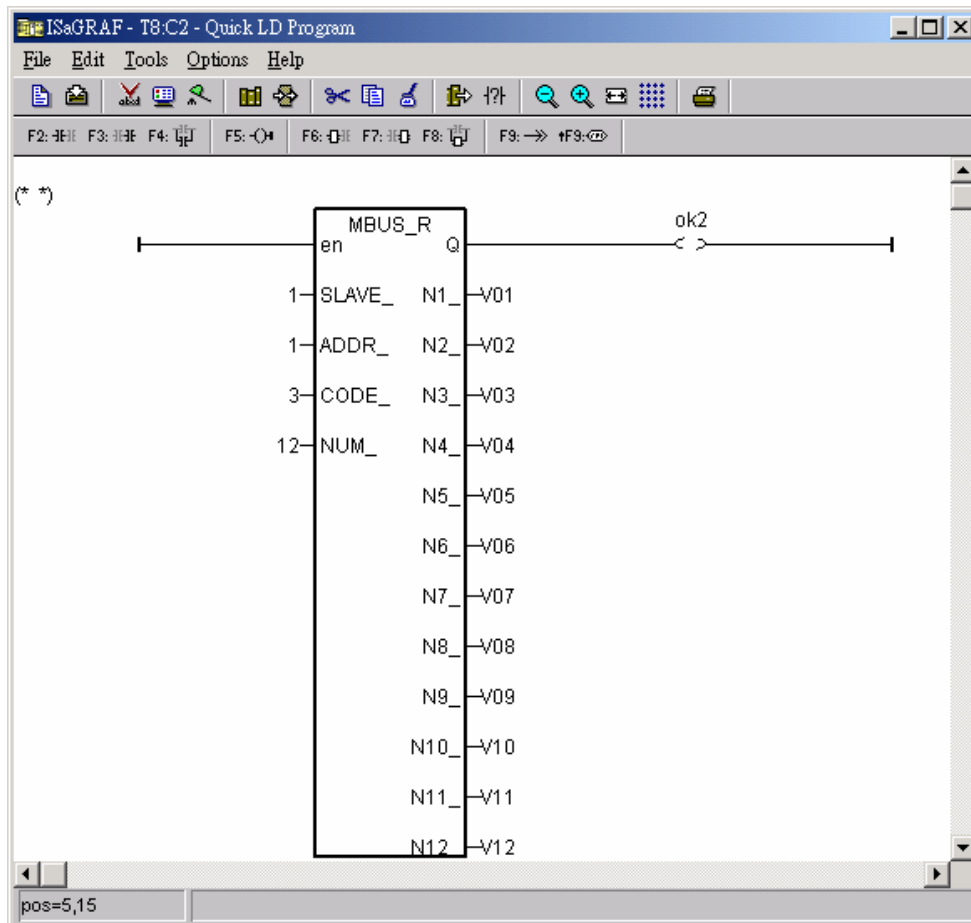 ISaGRAF - T8:C2 - Quick LD Program
File Edit Tools Options Help
F2: F3: F4: F5: F6: F7: F8: F9: F9:
(* *)
MBUS_R
ok2
en Q
1 SLAVE_ N1_ V01
1 ADDR_ N2_ V02
3 CODE_ N3_ V03
12 NUM_ N4_ V04
N5_ V05
N6_ V06
N7_ V07
N8_ V08
N9_ V09
N10_ V10
N11_ V11
N12 V12
pos=5,15